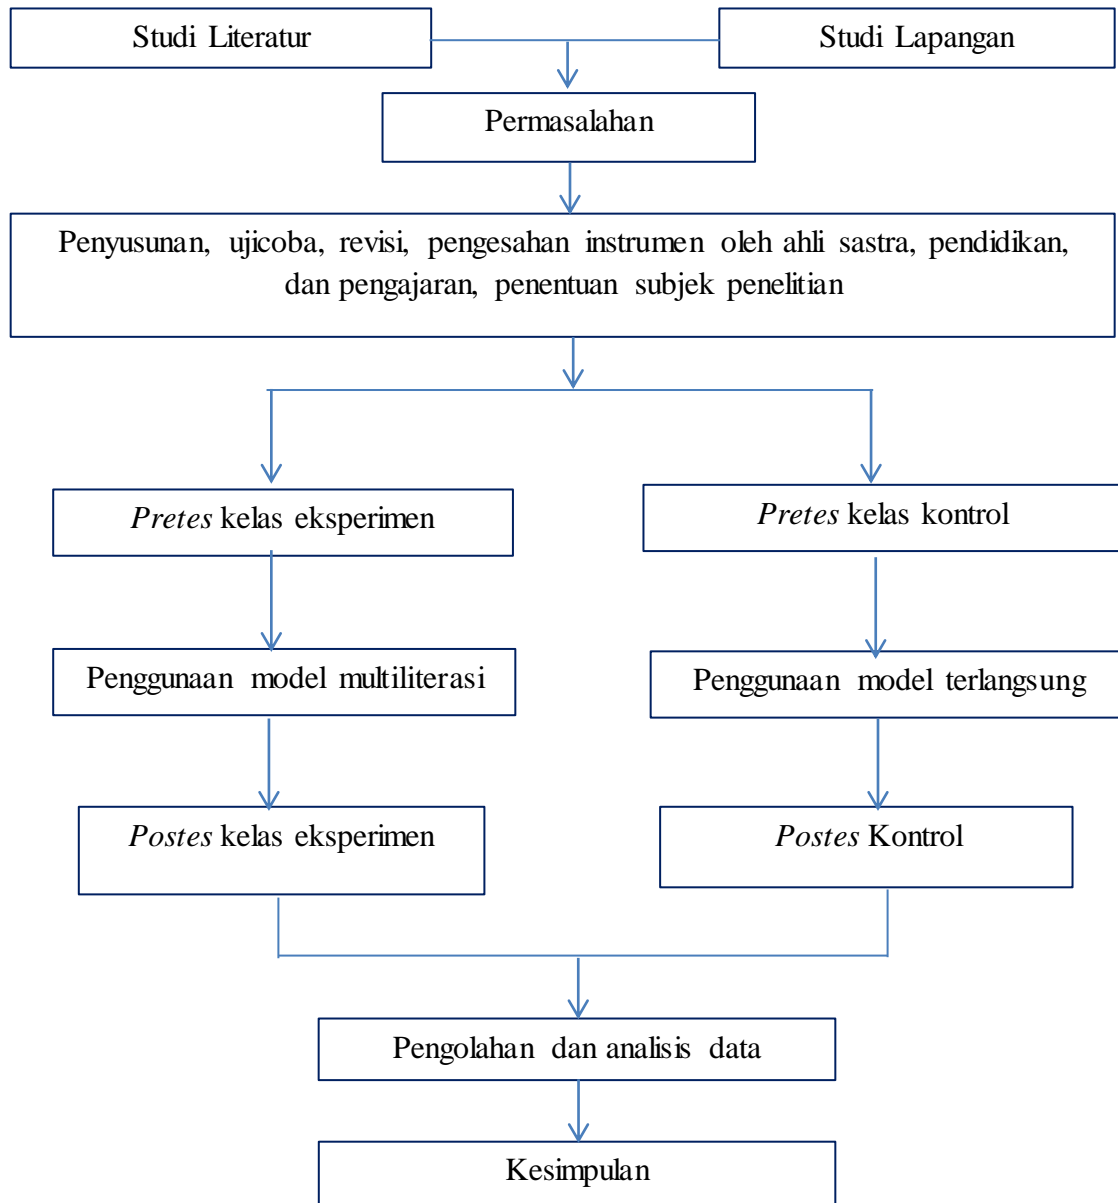 Studi Literatur
Studi Lapangan
Permasalahan
Penyusunan, ujicoba, revisi, pengesahan instrumen oleh ahli sastra, pendidikan,
dan pengajaran, penentuan subjek penelitian
Pretes kelas eksperimen
Pretes kelas kontrol
Penggunaan model multiliterasi
Penggunaan model terlangsung
Postes kelas eksperimen
Postes Kontrol
Pengolahan dan analisis data
Kesimpulan